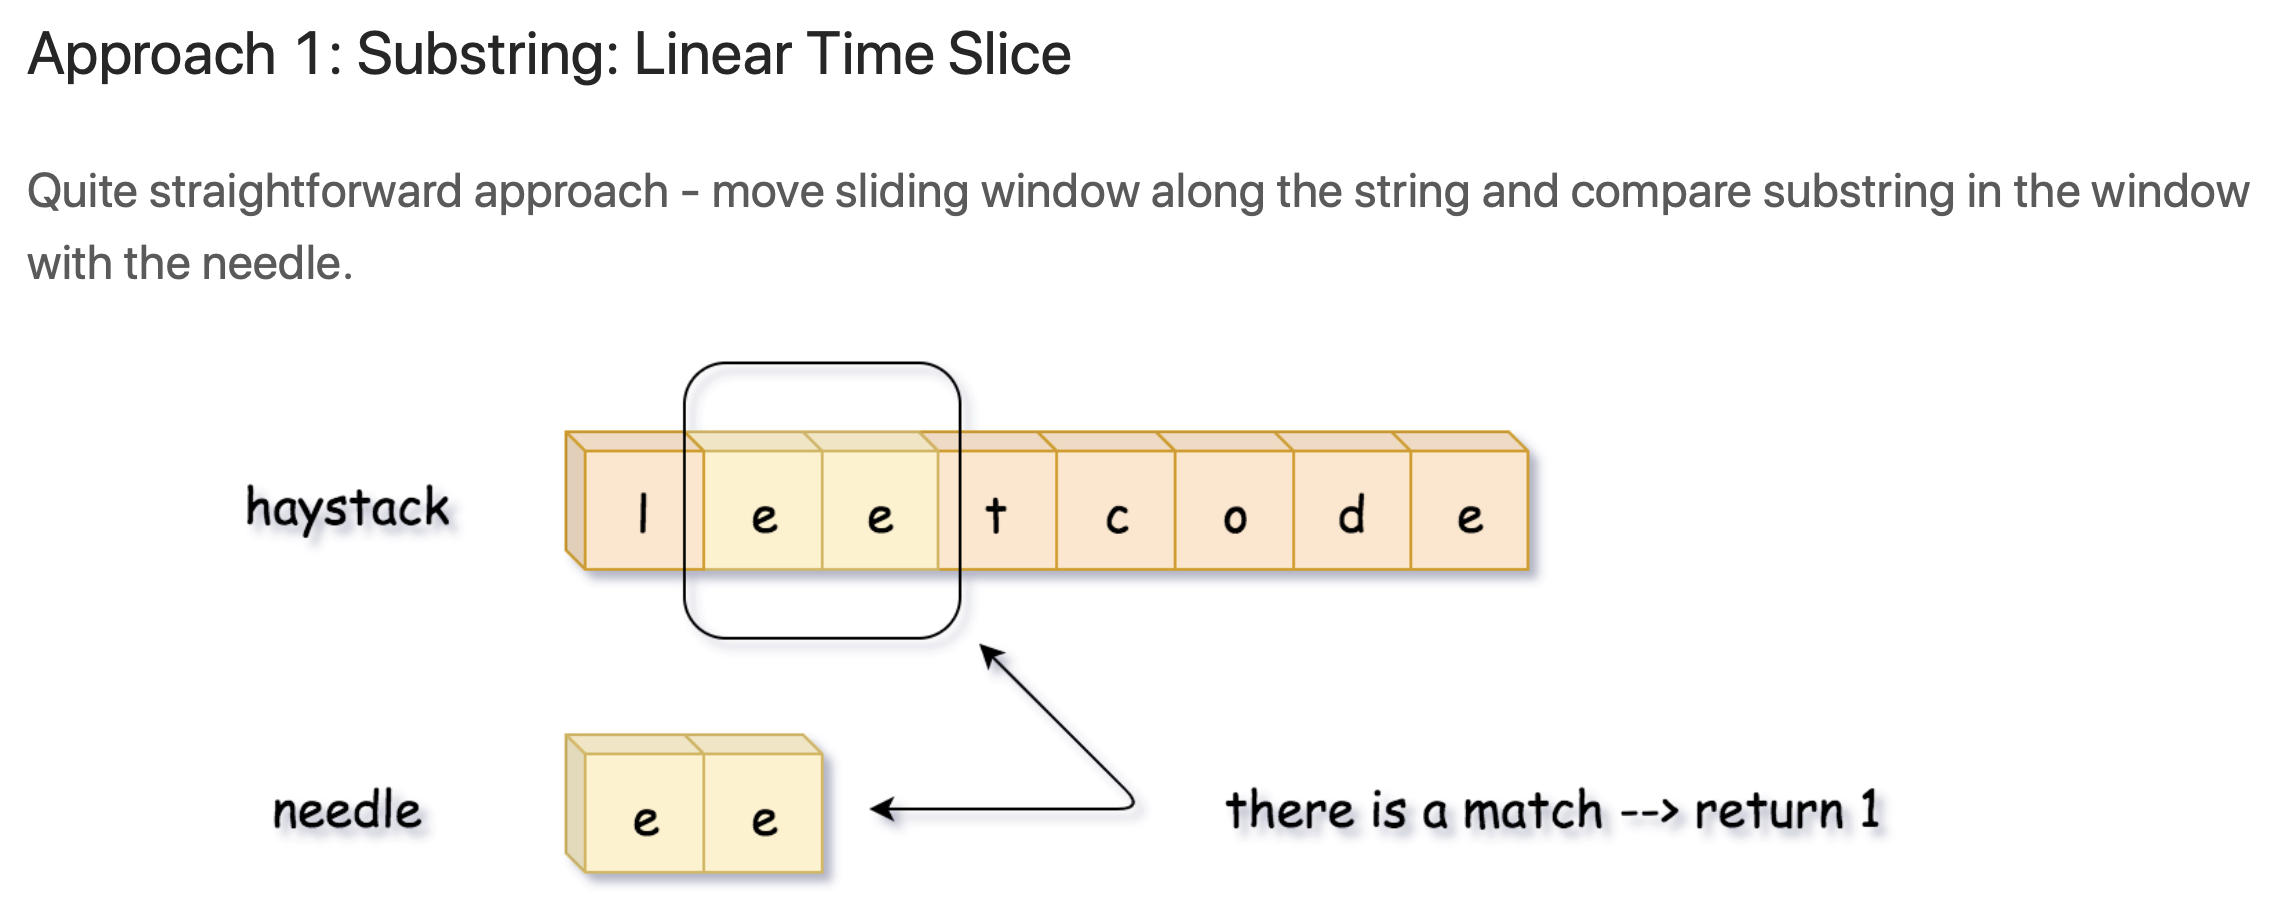 Approach 1: Substring: Linear Time Slice
Quite straightforward approach - move sliding window along the string and compare substring in the window
with the needle.
haystack l e e t c o d e
needle e e there is a match --> return 1